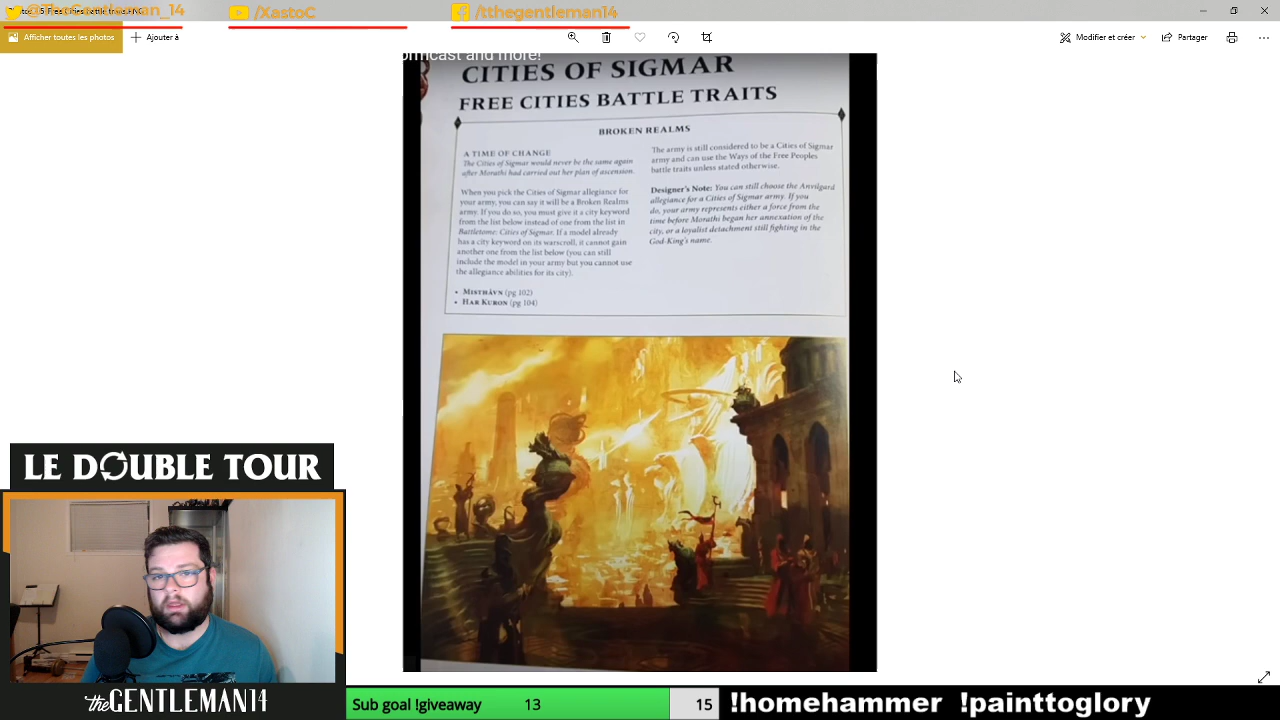 @TheGentleman_14
/XastoC
/tthegentleman14
Afficher toutes les photos
Ajouter à
Modifier et créer
Partager
and more!
CITIES OF SIGMAR
FREE CITIES BATTLE TRAITS
BROKEN REALMS
A TIME OF CHANGE
The Cities of Sigmar would never be the same again
after Morathi had carried out her plan of ascension.
When you pick the Cities of Sigmar allegiance for
your army, you can say it will be a Broken Realms
army. If you do so, you must give it a city keyword
from the list below instead of one from the list in
Battletome: Cities of Sigmar. If a model already
has a city keyword on its warscroll, it cannot gain
another one from the list below (you can still
include the model in your army but you cannot use
the allegiance abilities for its city).
• MISTHÅVN (pg 102)
• HAR KURON (pg 104)
The army is still considered to be a Cities of Sigmar
army and can use the Ways of the Free Peoples
battle traits unless stated otherwise.
Designer's Note: You can still choose the Anvilgard
allegiance for a Cities of Sigmar army. If you
do, your army represents either a force from the
time before Morathi began her annexation of the
city, or a loyalist detachment still fighting in the
God-King's name.
LE DOUBLE TOUR
theGENTLEMAN14
Sub goal !giveaway 13 15
!homehammer !painttoglory